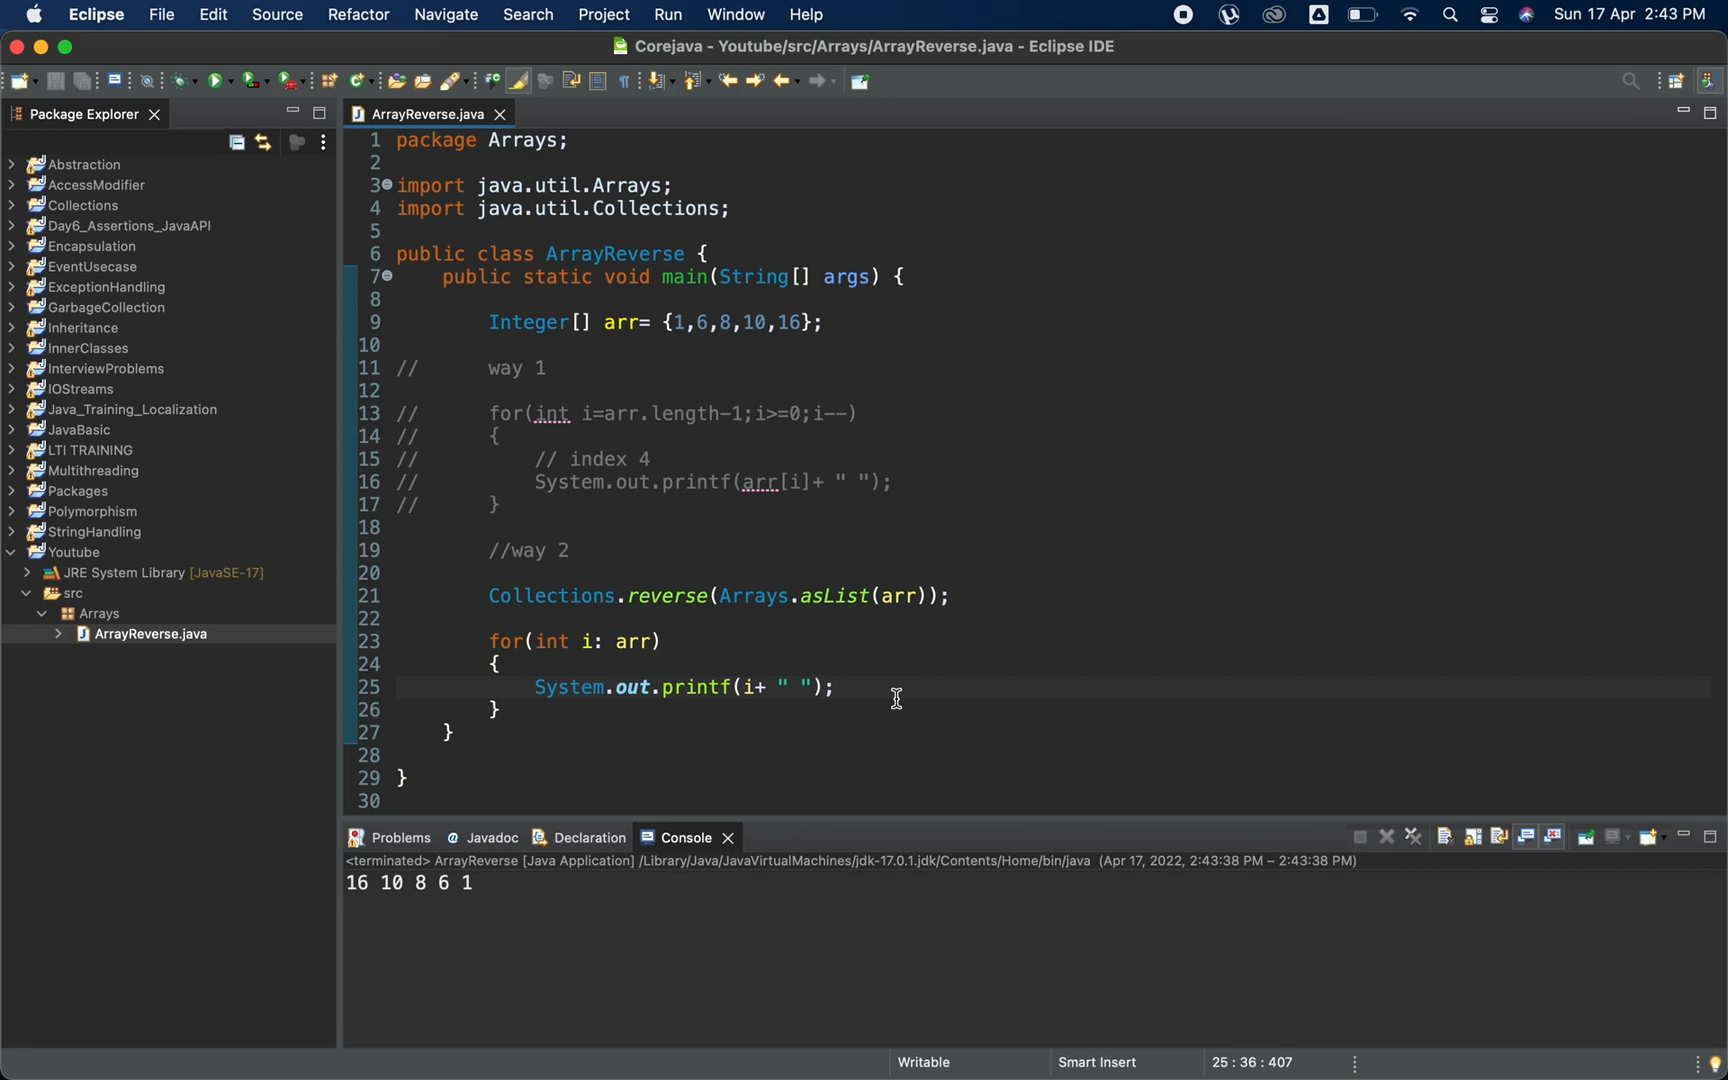 Eclipse File Edit Source Refactor Navigate Search Project Run Window Help Sun 17 Apr 2:43 PM
Corejava - Youtube/src/Arrays/ArrayReverse.java - Eclipse IDE
Package Explorer
Abstraction
AccessModifier
Collections
Day6_Assertions_JavaAPI
Encapsulation
EventUsecase
ExceptionHandling
GarbageCollection
Inheritance
InnerClasses
InterviewProblems
IOStreams
Java_Training_Localization
JavaBasic
LTI TRAINING
Multithreading
Packages
Polymorphism
StringHandling
Youtube
JRE System Library [JavaSE-17]
src
Arrays
ArrayReverse.java
ArrayReverse.java
1 package Arrays;
2
3 import java.util.Arrays;
4 import java.util.Collections;
5
6 public class ArrayReverse {
7 public static void main(String[] args) {
8
9 Integer[] arr= {1,6,8,10,16};
10
11 // way 1
12
13 // for(int i=arr.length-1;i>=0;i--)
14 // {
15 // // index 4
16 // System.out.printf(arr[i]+ " ");
17 // }
18
19 //way 2
20
21 Collections.reverse(Arrays.asList(arr));
22
23 for(int i: arr)
24 {
25 System.out.printf(i+ " ");
26 }
27 }
28
29 }
30
Problems @ Javadoc Declaration Console
<terminated> ArrayReverse [Java Application] /Library/Java/JavaVirtualMachines/jdk-17.0.1.jdk/Contents/Home/bin/java (Apr 17, 2022, 2:43:38 PM – 2:43:38 PM)
16 10 8 6 1
Writable Smart Insert 25 : 36 : 407